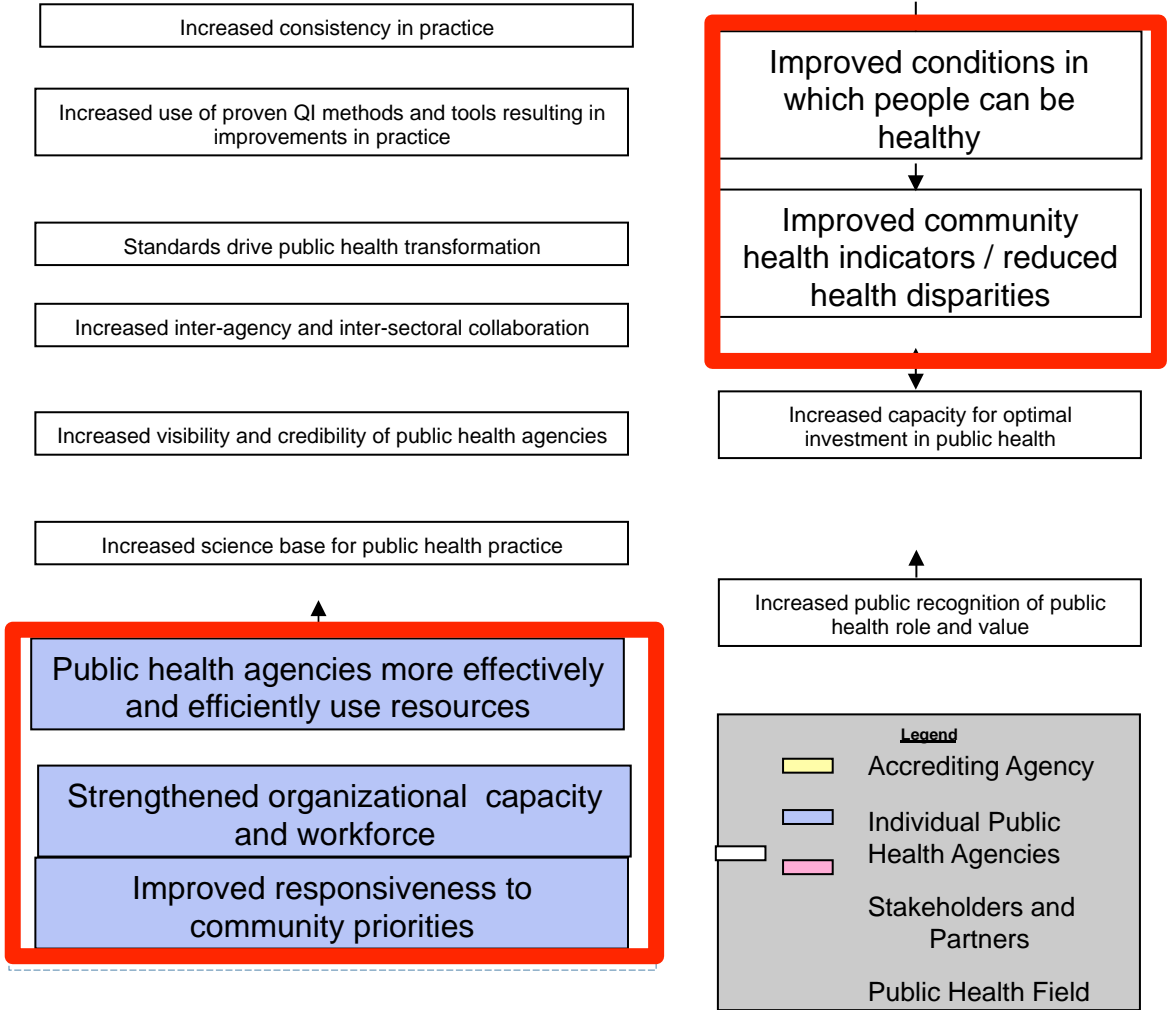 Increased consistency in practice
Increased use of proven QI methods and tools resulting in
improvements in practice
Standards drive public health transformation
Increased inter-agency and inter-sectoral collaboration
Increased visibility and credibility of public health agencies
Increased science base for public health practice
Public health agencies more effectively
and efficiently use resources
Strengthened organizational capacity
and workforce
Improved responsiveness to
community priorities
Improved conditions in
which people can be
healthy
Improved community
health indicators / reduced
health disparities
Increased capacity for optimal
investment in public health
Increased public recognition of public
health role and value
Legend
Accrediting Agency
Individual Public
Health Agencies
Stakeholders and
Partners
Public Health Field